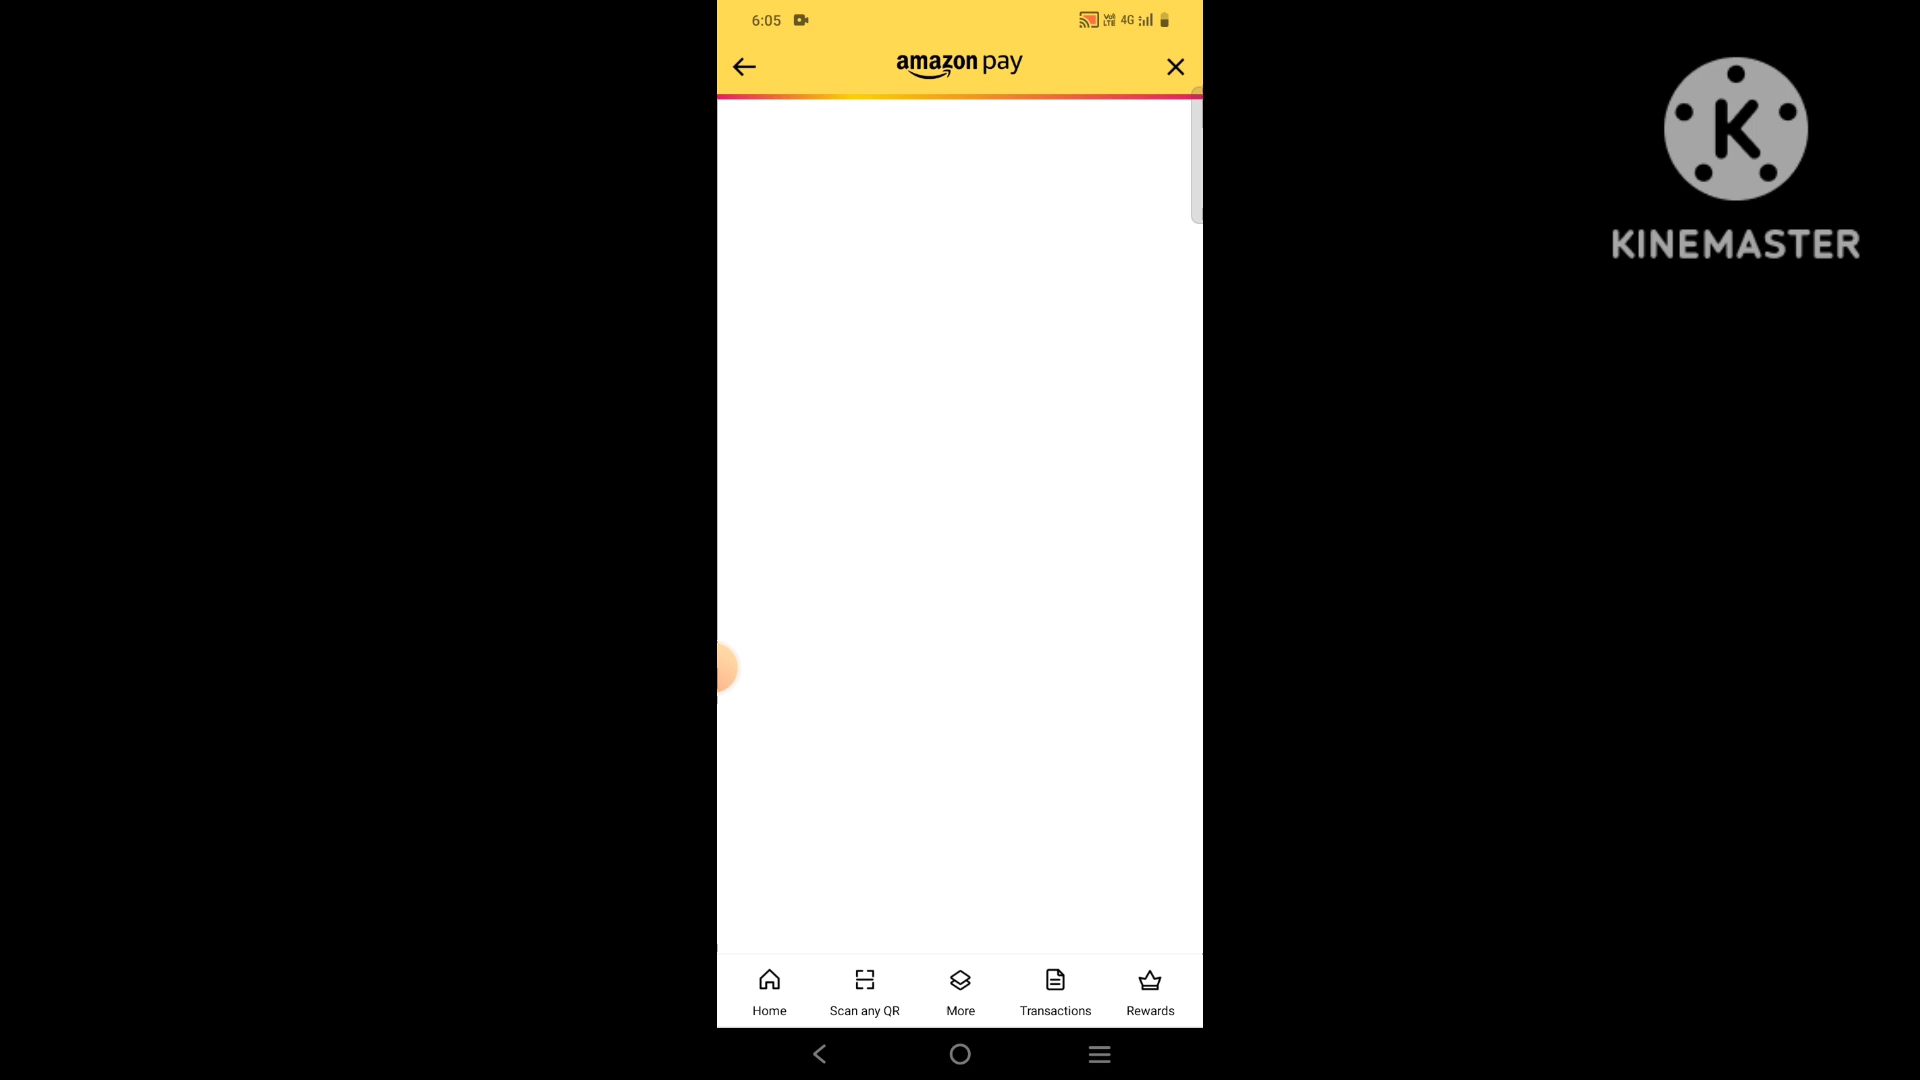 6:05
4G
amazon pay
K
KINEMASTER
Home
Scan any QR
More
Transactions
Rewards